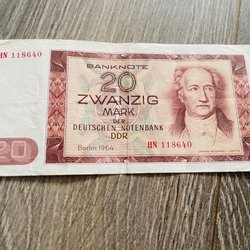 HN 118640
BANKNOTE
20
ZWANZIG
MARK
DER
DEUTSCHEN NOTENBANK
DDR
Berlin 1964
HN 118640
20